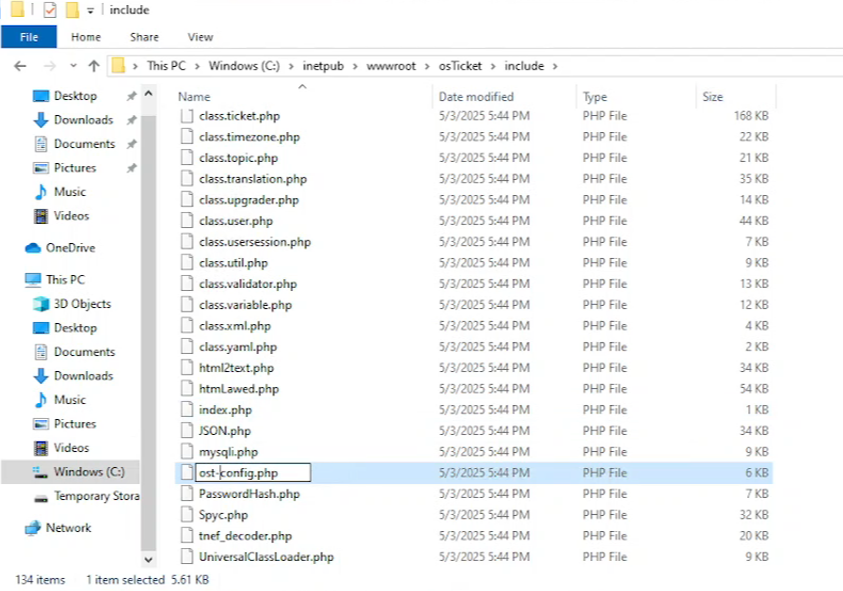 include
File Home Share View
This PC > Windows (C:) > inetpub > wwwroot > osTicket > include >
Name Date modified Type Size
Desktop
Downloads
Documents
Pictures
Music
Videos
OneDrive
This PC
3D Objects
Desktop
Documents
Downloads
Music
Pictures
Videos
Windows (C:)
Temporary Stora
Network
class.ticket.php 5/3/2025 5:44 PM PHP File 168 KB
class.timezone.php 5/3/2025 5:44 PM PHP File 22 KB
class.topic.php 5/3/2025 5:44 PM PHP File 21 KB
class.translation.php 5/3/2025 5:44 PM PHP File 35 KB
class.upgrader.php 5/3/2025 5:44 PM PHP File 14 KB
class.user.php 5/3/2025 5:44 PM PHP File 44 KB
class.usersession.php 5/3/2025 5:44 PM PHP File 7 KB
class.util.php 5/3/2025 5:44 PM PHP File 9 KB
class.validator.php 5/3/2025 5:44 PM PHP File 13 KB
class.variable.php 5/3/2025 5:44 PM PHP File 12 KB
class.xml.php 5/3/2025 5:44 PM PHP File 4 KB
class.yaml.php 5/3/2025 5:44 PM PHP File 2 KB
html2text.php 5/3/2025 5:44 PM PHP File 34 KB
htmLawed.php 5/3/2025 5:44 PM PHP File 54 KB
index.php 5/3/2025 5:44 PM PHP File 1 KB
JSON.php 5/3/2025 5:44 PM PHP File 34 KB
mysqli.php 5/3/2025 5:44 PM PHP File 9 KB
ost-config.php 5/3/2025 5:44 PM PHP File 6 KB
PasswordHash.php 5/3/2025 5:44 PM PHP File 7 KB
Spyc.php 5/3/2025 5:44 PM PHP File 32 KB
tnef_decoder.php 5/3/2025 5:44 PM PHP File 20 KB
UniversalClassLoader.php 5/3/2025 5:44 PM PHP File 9 KB
134 items 1 item selected 5.61 KB